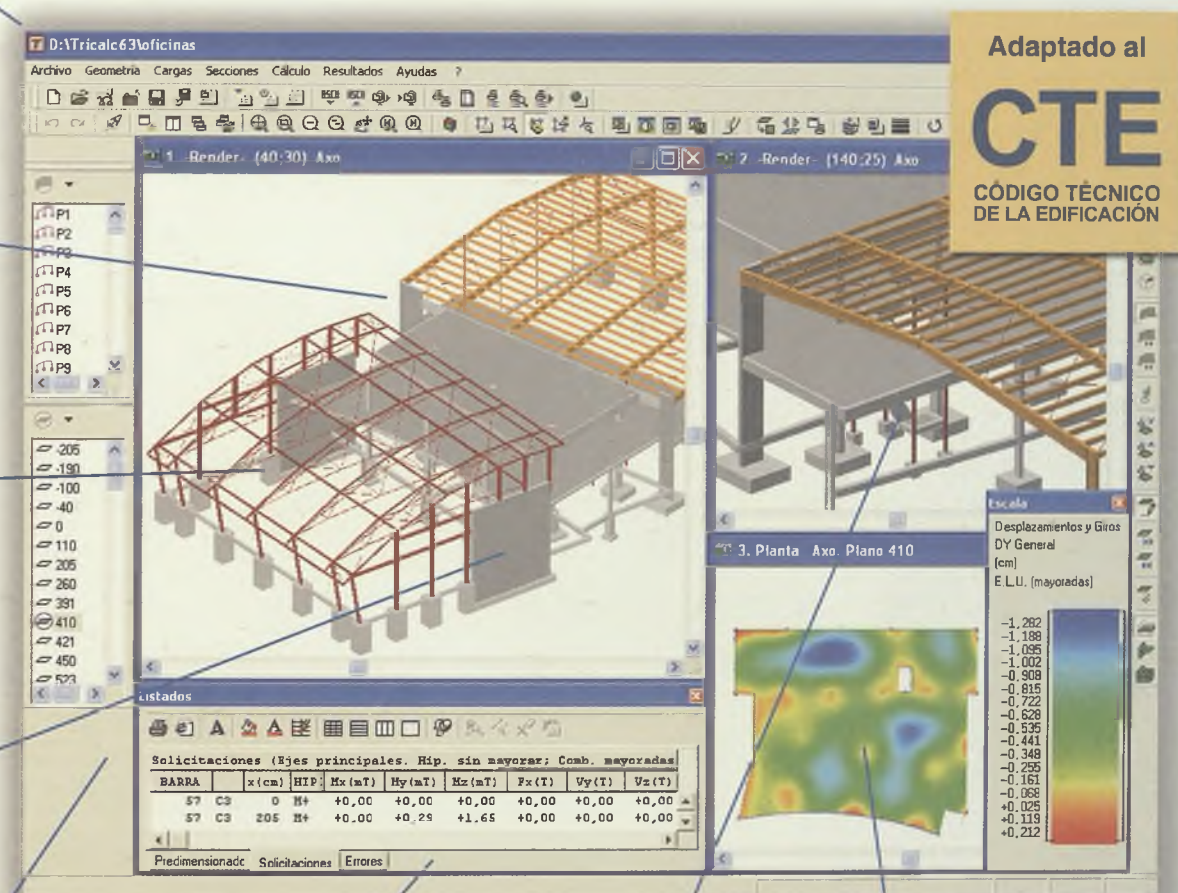 D:\Tricalc63\oficinas
Archivo Geometría Cargas Secciones Cálculo Resultados Ayudas ?
Adaptado al
CTE
CÓDIGO TÉCNICO
DE LA EDIFICACIÓN
1 -Render- (40:30) Axo
2 -Render- (140:25) Axo
P1
P2
P3
P4
P5
P6
P7
P8
P9
-205
-190
-100
-40
0
110
205
260
391
410
421
450
523
3. Planta Axo. Plano 410
Escala
Desplazamientos y Giros
DY General
(cm)
E.L.U. (mayoradas)
-1,282
-1,188
-1,095
-1,002
-0,908
-0,815
-0,722
-0,628
-0,535
-0,441
-0,348
-0,255
-0,161
-0,068
+0,025
+0,119
+0,212
Listados
Solicitaciones (Ejes principales. Hip. sin mayorar; Comb. mayoradas
BARRA x(cm) HIP Mx(mT) My(mT) Mz(mT) Fx(T) Vy(T) Vz(T)
57 C3 0 M+ +0,00 +0,00 +0,00 +0,00 +0,00 +0,00
57 C3 205 M+ +0,00 +0,29 +1,65 +0,00 +0,00 +0,00
Predimensionado Solicitaciones Errores